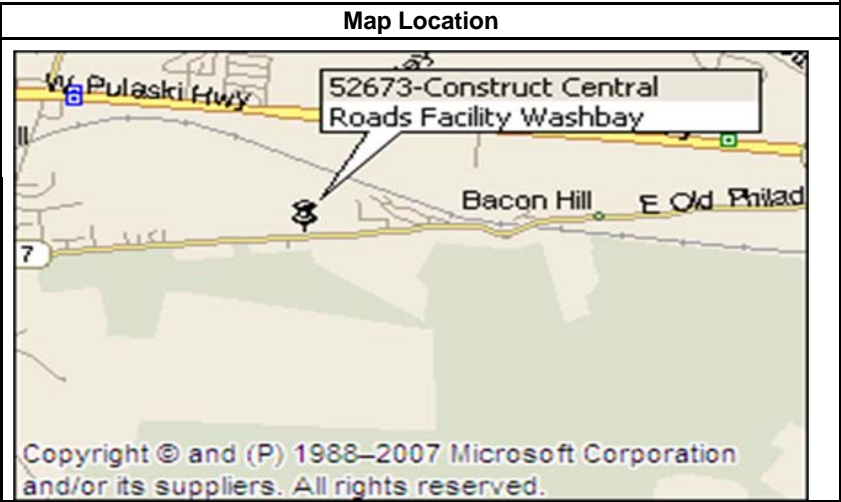 Map Location
W Pulaski Hwy
52673-Construct Central
Roads Facility Washbay
Bacon Hill
E Old Philad
7
Copyright © and (P) 1988–2007 Microsoft Corporation
and/or its suppliers. All rights reserved.